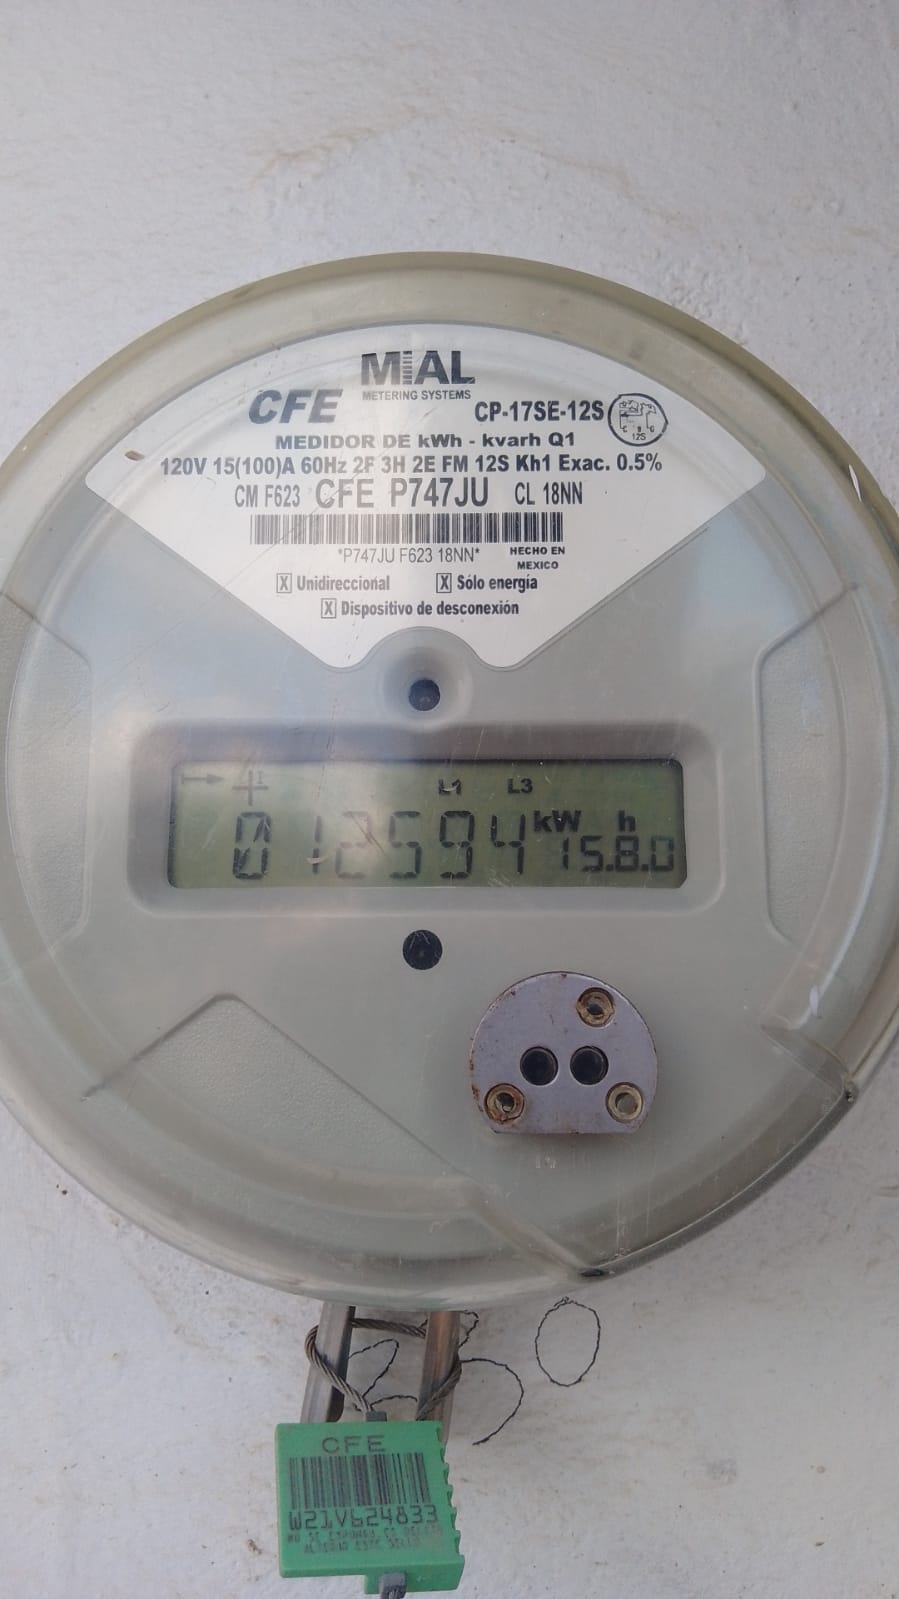 MIAL
METERING SYSTEMS
CFE
CP-17SE-12S
C B G
12S
MEDIDOR DE kWh - kvarh Q1
120V 15(100)A 60Hz 2F 3H 2E FM 12S Kh1 Exac. 0.5%
CM F623 CFE P747JU CL 18NN
*P747JU F623 18NN* HECHO EN MEXICO
X Unidireccional X Sólo energía
X Dispositivo de desconexión
L1 L3
012594 kW h 15.8.0
CFE
W21V624833